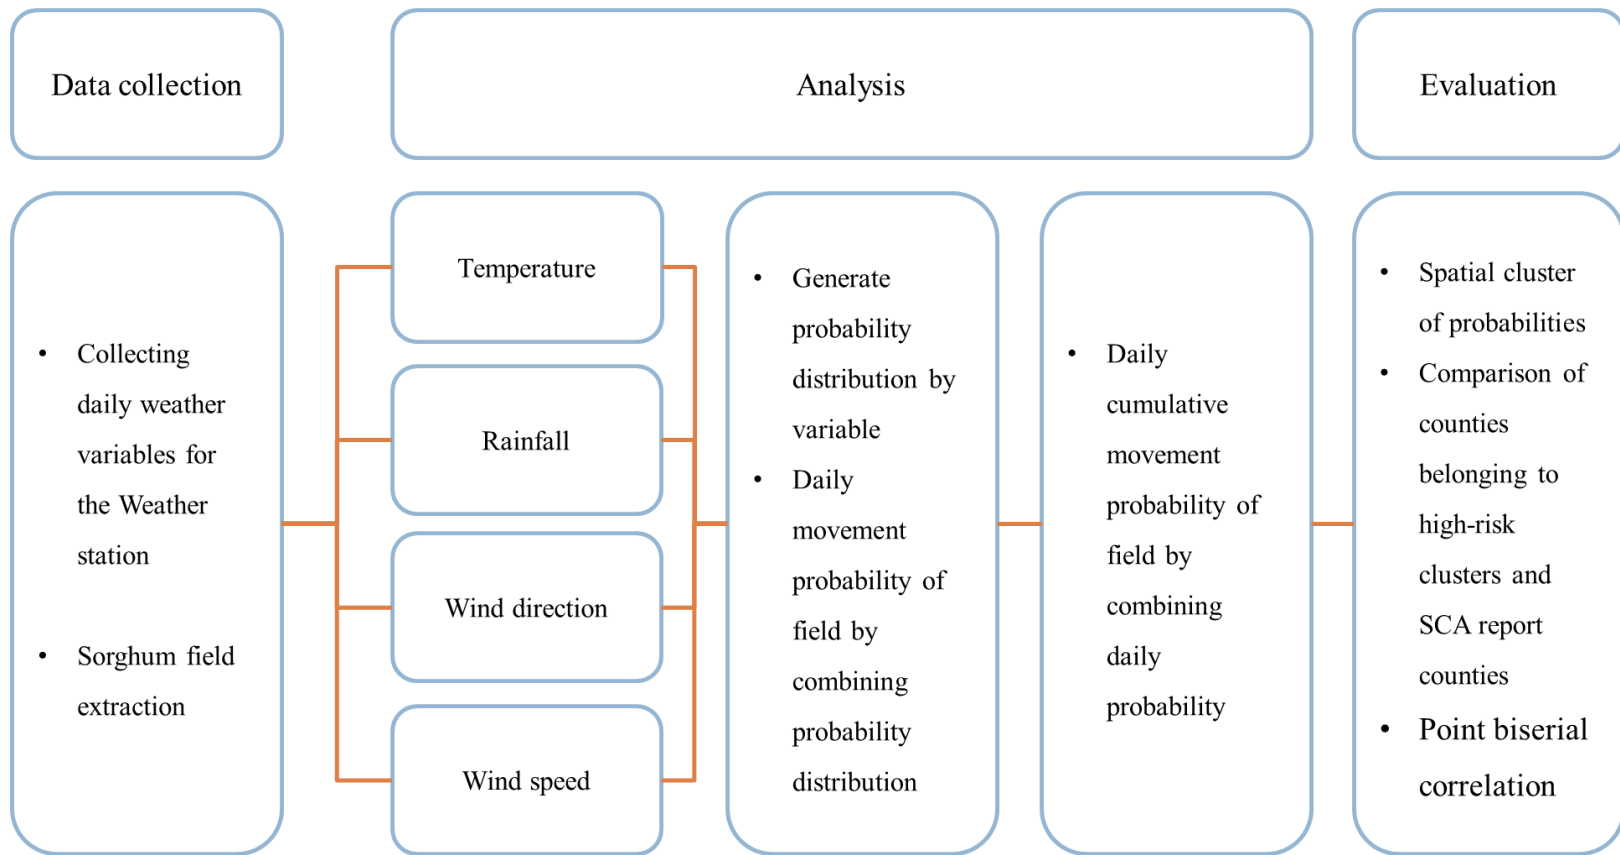 Data collection
Analysis
Evaluation
• Collecting
daily weather
variables for
the Weather
station
• Sorghum field
extraction
Temperature
Rainfall
Wind direction
Wind speed
• Generate
probability
distribution by
variable
• Daily
movement
probability of
field by
combining
probability
distribution
• Daily
cumulative
movement
probability of
field by
combining
daily
probability
• Spatial cluster
of probabilities
• Comparison of
counties
belonging to
high-risk
clusters and
SCA report
counties
• Point biserial
correlation